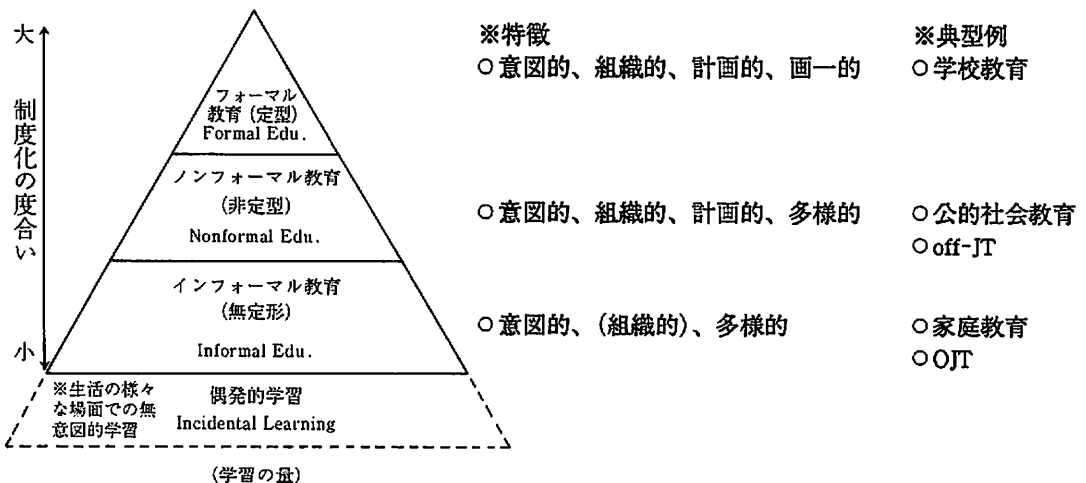 大
制度化の度合い
小
フォーマル
教育（定型）
Formal Edu.
ノンフォーマル教育
（非定型）
Nonformal Edu.
インフォーマル教育
（無定形）
Informal Edu.
※生活の様々
な場面での無
意図的学習
偶発的学習
Incidental Learning
（学習の量）
※特徴
○意図的、組織的、計画的、画一的
○意図的、組織的、計画的、多様的
○意図的、（組織的）、多様的
※典型例
○学校教育
○公的社会教育
○off-JT
○家庭教育
○OJT